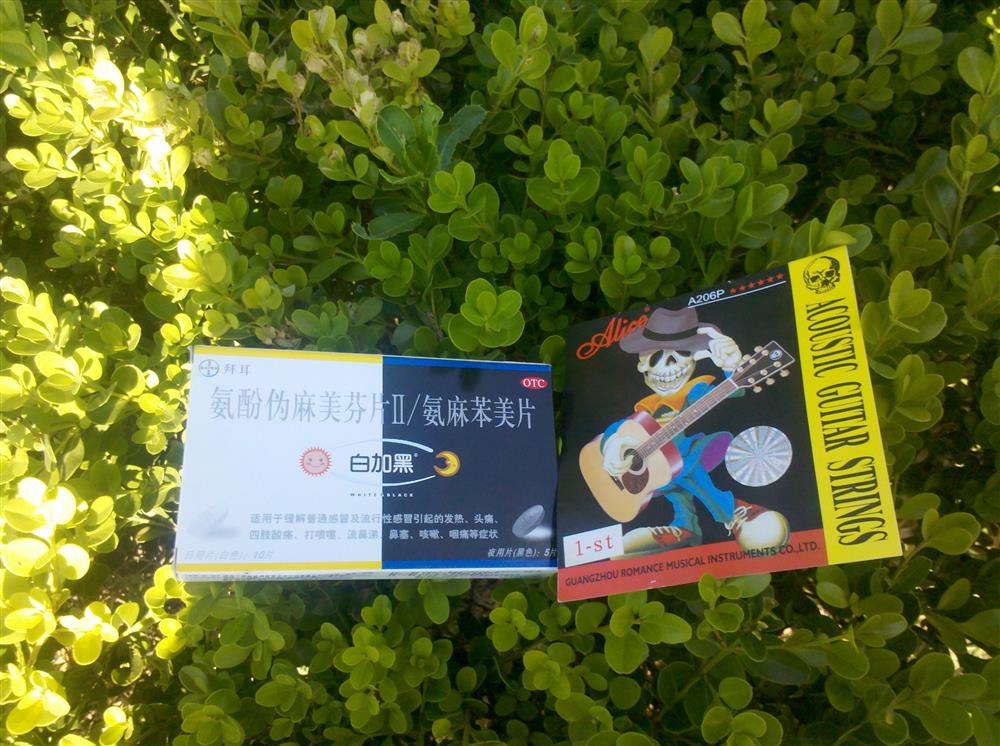 拜耳
OTC
氨酚伪麻美芬片II/氨麻苯美片
白加黑®
WHITE&BLACK
适用于缓解普通感冒及流行性感冒引起的发热、头痛、
四肢酸痛、打喷嚏、流鼻涕、鼻塞、咳嗽、咽痛等症状
日用片(白色): 10片
夜用片(黑色): 5片
Alice®
A206P ★★★★★★
ACOUSTIC GUITAR STRINGS
1-st
GUANGZHOU ROMANCE MUSICAL INSTRUMENTS CO.,LTD.